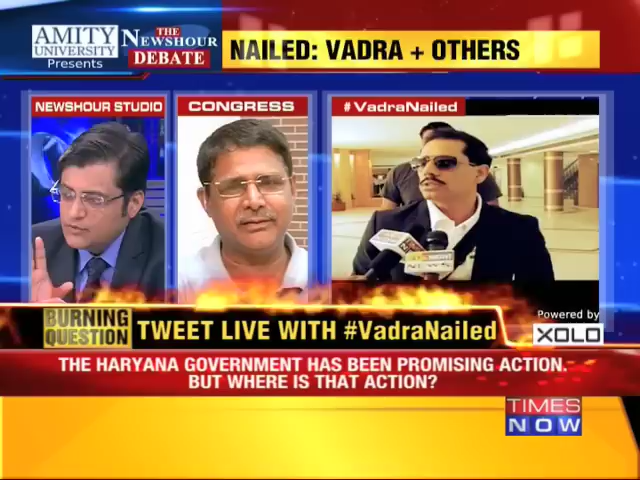 AMITY
UNIVERSITY
Presents
THE
NEWSHOUR
DEBATE
NAILED: VADRA + OTHERS
NEWSHOUR STUDIO
CONGRESS
#VadraNailed
NEWS
BURNING
QUESTION
TWEET LIVE WITH #VadraNailed
Powered by
XOLO
THE HARYANA GOVERNMENT HAS BEEN PROMISING ACTION.
BUT WHERE IS THAT ACTION?
TIMES
NOW